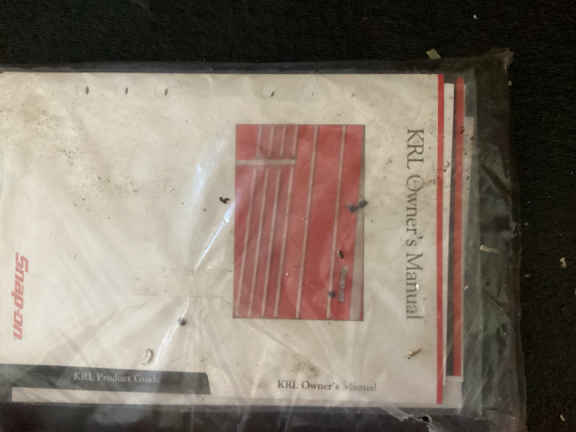 KRL Owner's Manual
Snap-on
KRL Owner's Manual
KRL Product Guide